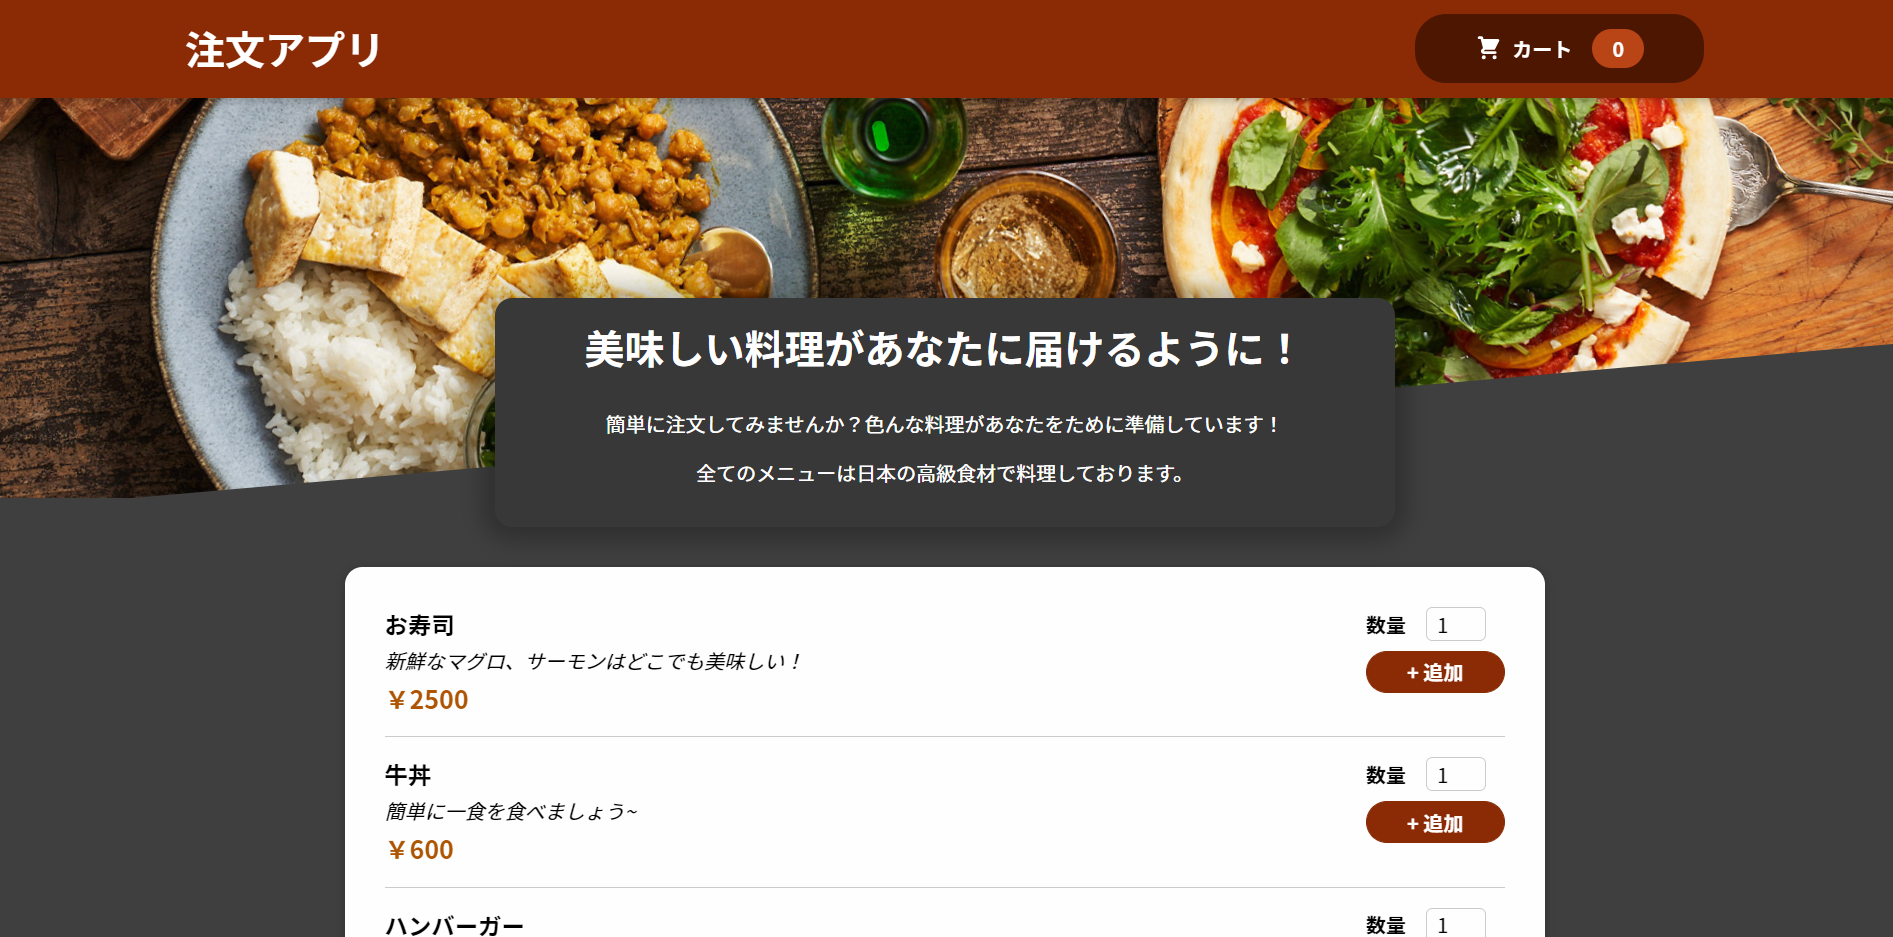 注文アプリ
カート 0
美味しい料理があなたに届けるように！
簡単に注文してみませんか？色んな料理があなたをために準備しています！
全てのメニューは日本の高級食材で料理しております。
お寿司
数量 1
新鮮なマグロ、サーモンはどこでも美味しい！
+ 追加
￥2500
牛丼
数量 1
簡単に一食を食べましょう~
+ 追加
￥600
ハンバーガー
数量 1